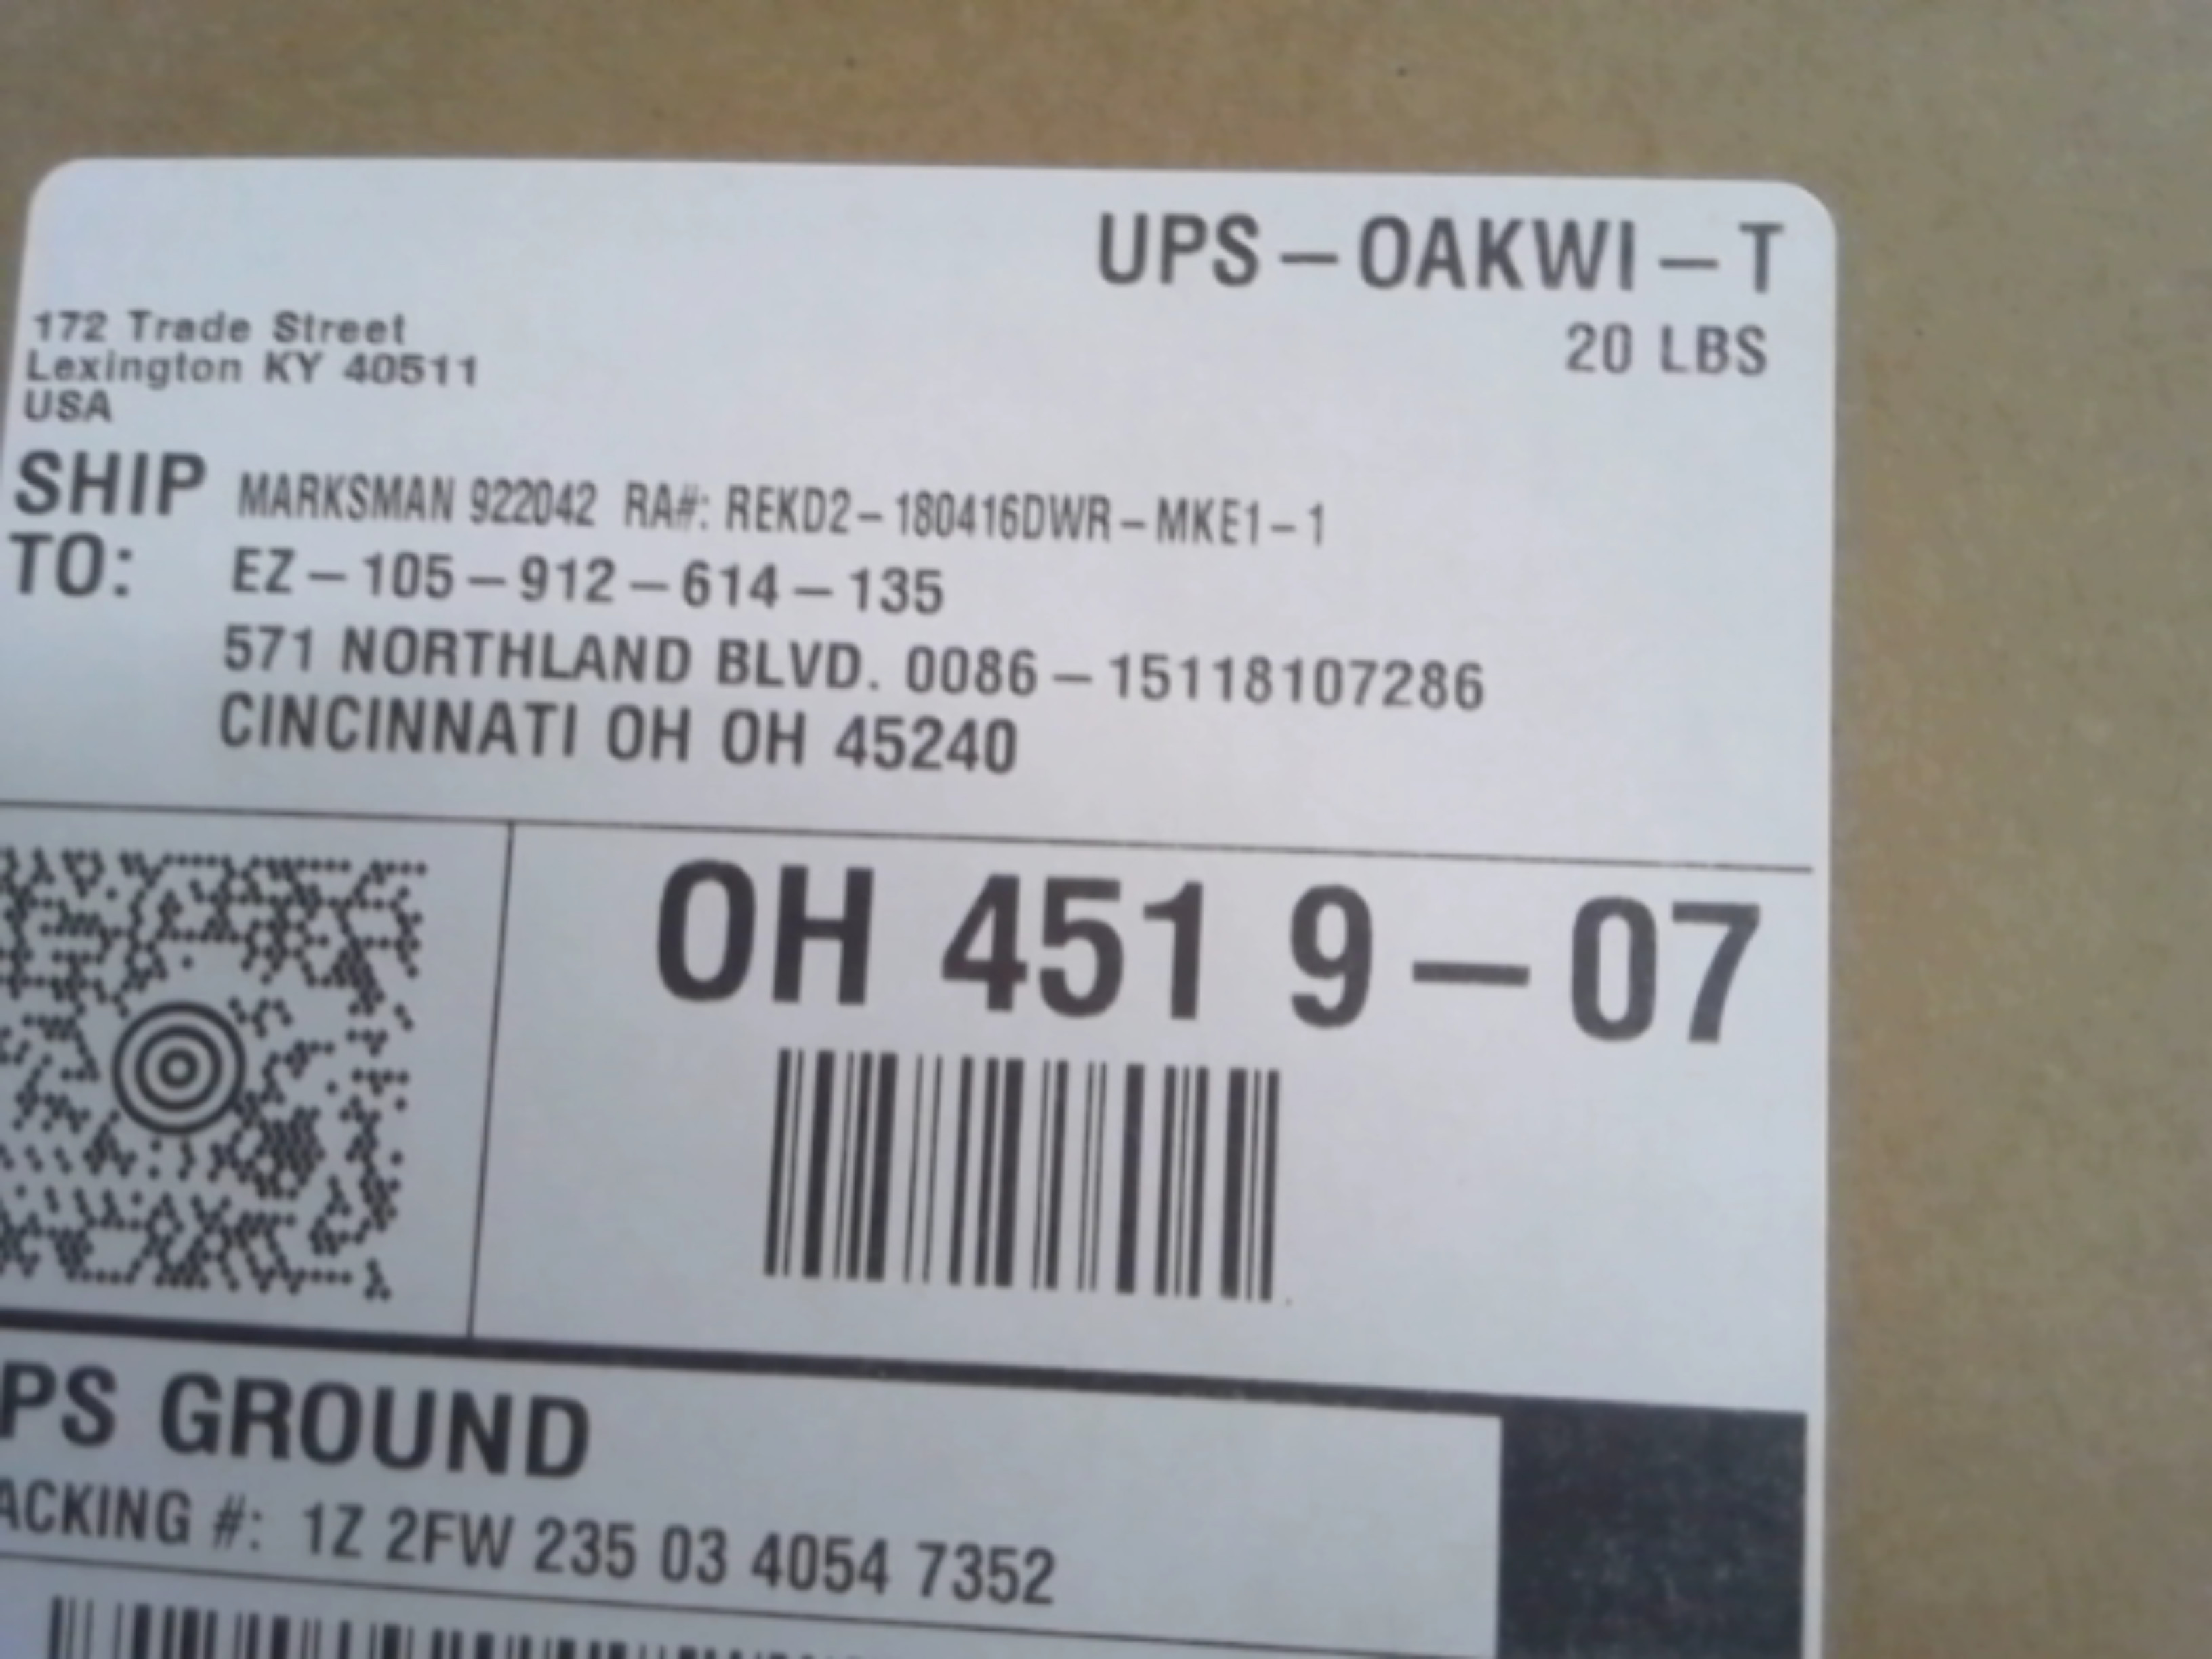 UPS – OAKWI – T
20 LBS
172 Trade Street
Lexington KY 40511
USA
SHIP TO:
MARKSMAN 922042 RA#: REKD2 – 180416DWR – MKE1 – 1
EZ – 105 – 912 – 614 – 135
571 NORTHLAND BLVD. 0086 – 15118107286
CINCINNATI OH OH 45240
OH 451 9 – 07
PS GROUND
ACKING #: 1Z 2FW 235 03 4054 7352